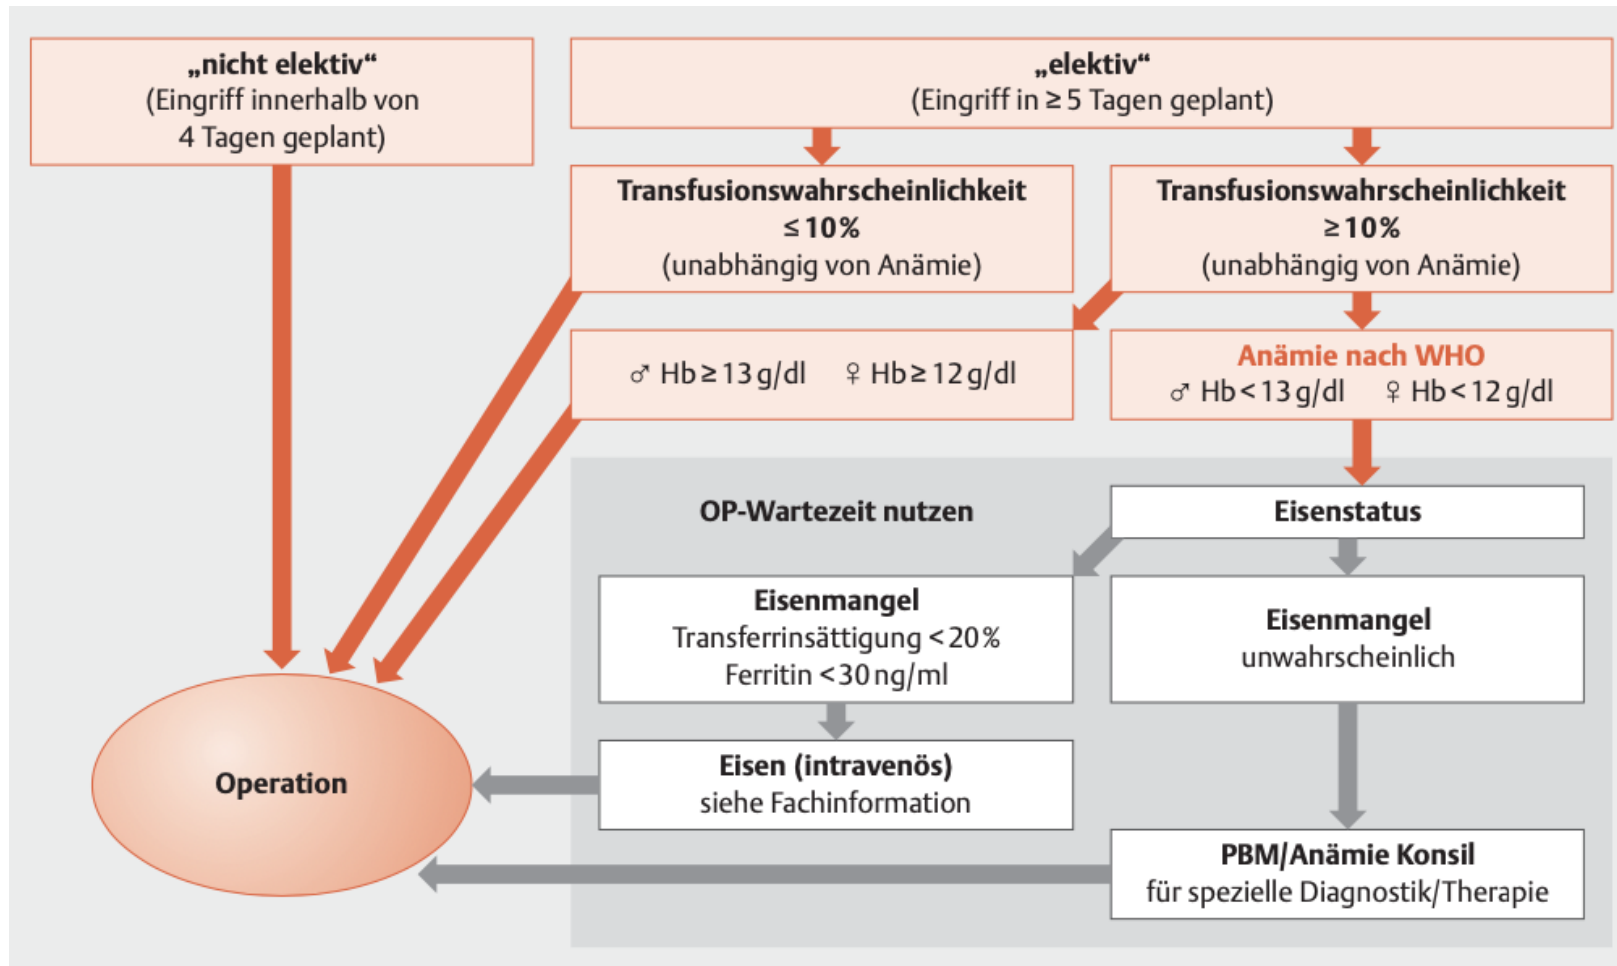 „nicht elektiv“
(Eingriff innerhalb von
4 Tagen geplant)
„elektiv“
(Eingriff in ≥ 5 Tagen geplant)
Transfusionswahrscheinlichkeit
≤ 10%
(unabhängig von Anämie)
Transfusionswahrscheinlichkeit
≥ 10%
(unabhängig von Anämie)
♂ Hb ≥ 13 g/dl ♀ Hb ≥ 12 g/dl
Anämie nach WHO
♂ Hb < 13 g/dl ♀ Hb < 12 g/dl
OP-Wartezeit nutzen
Eisenstatus
Eisenmangel
Transferrinsättigung < 20%
Ferritin < 30 ng/ml
Eisenmangel
unwahrscheinlich
Eisen (intravenös)
siehe Fachinformation
Operation
PBM/Anämie Konsil
für spezielle Diagnostik/Therapie